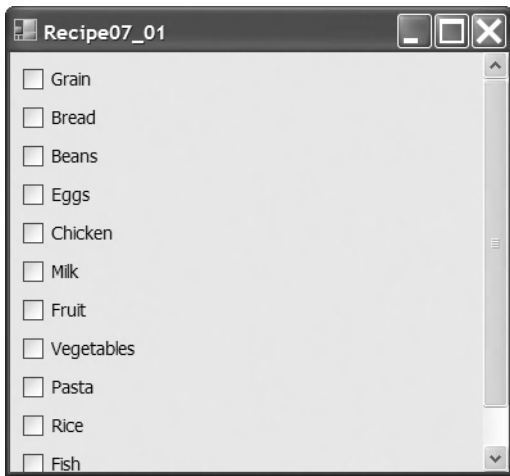 Recipe07_01
Grain
Bread
Beans
Eggs
Chicken
Milk
Fruit
Vegetables
Pasta
Rice
Fish